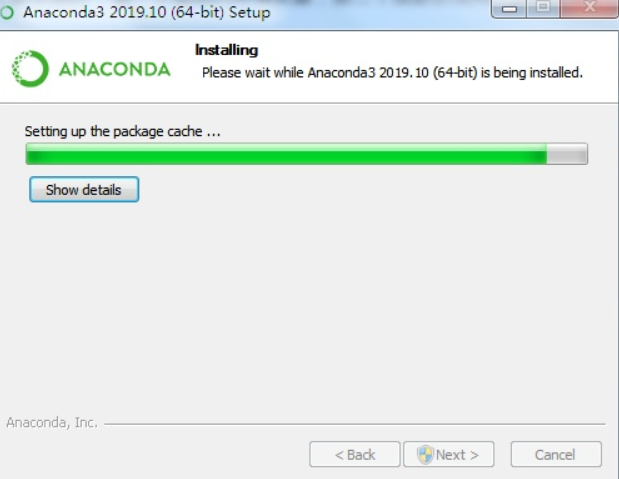 Anaconda3 2019.10 (64-bit) Setup
Installing
ANACONDA
Please wait while Anaconda3 2019.10 (64-bit) is being installed.
Setting up the package cache ...
Show details
Anaconda, Inc.
< Back
Next >
Cancel